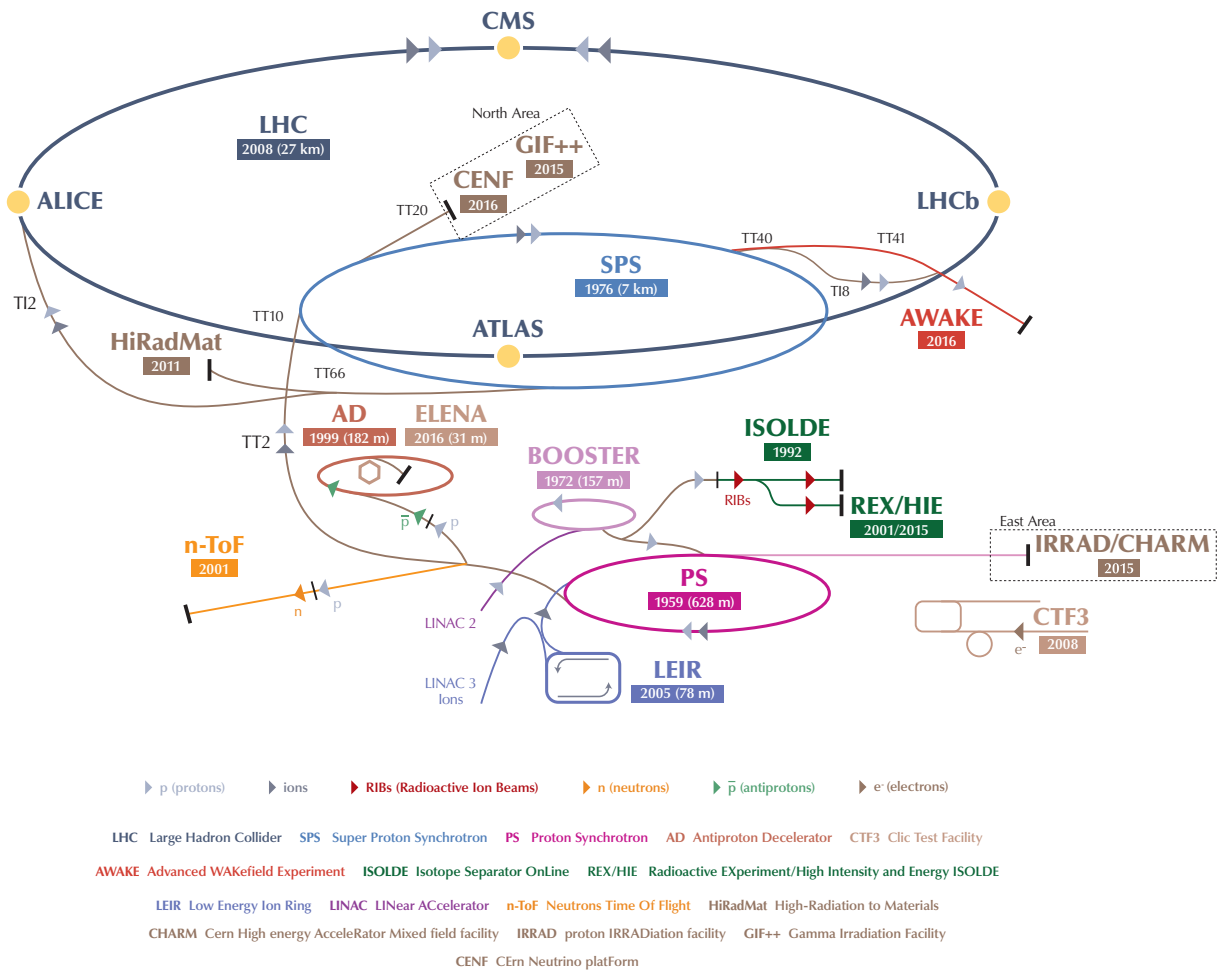 CMS
LHC
2008 (27 km)
North Area
GIF++
2015
CENF
2016
ALICE
LHCb
TT20
TT40
TT41
SPS
1976 (7 km)
TI8
TI2
TT10
ATLAS
AWAKE
2016
HiRadMat
2011
TT66
AD
1999 (182 m)
ELENA
2016 (31 m)
TT2
BOOSTER
1972 (157 m)
ISOLDE
1992
RIBs
REX/HIE
2001/2015
p̅
p
East Area
IRRAD/CHARM
2015
n-ToF
2001
n
p
PS
1959 (628 m)
LINAC 2
CTF3
2008
e-
LINAC 3
Ions
LEIR
2005 (78 m)
p (protons) ions RIBs (Radioactive Ion Beams) n (neutrons) p̅ (antiprotons) e- (electrons)
LHC Large Hadron Collider SPS Super Proton Synchrotron PS Proton Synchrotron AD Antiproton Decelerator CTF3 Clic Test Facility
AWAKE Advanced WAKefield Experiment ISOLDE Isotope Separator OnLine REX/HIE Radioactive EXperiment/High Intensity and Energy ISOLDE
LEIR Low Energy Ion Ring LINAC LINear ACcelerator n-ToF Neutrons Time Of Flight HiRadMat High-Radiation to Materials
CHARM Cern High energy AcceleRator Mixed field facility IRRAD proton IRRADiation facility GIF++ Gamma Irradiation Facility
CENF CErn Neutrino platForm